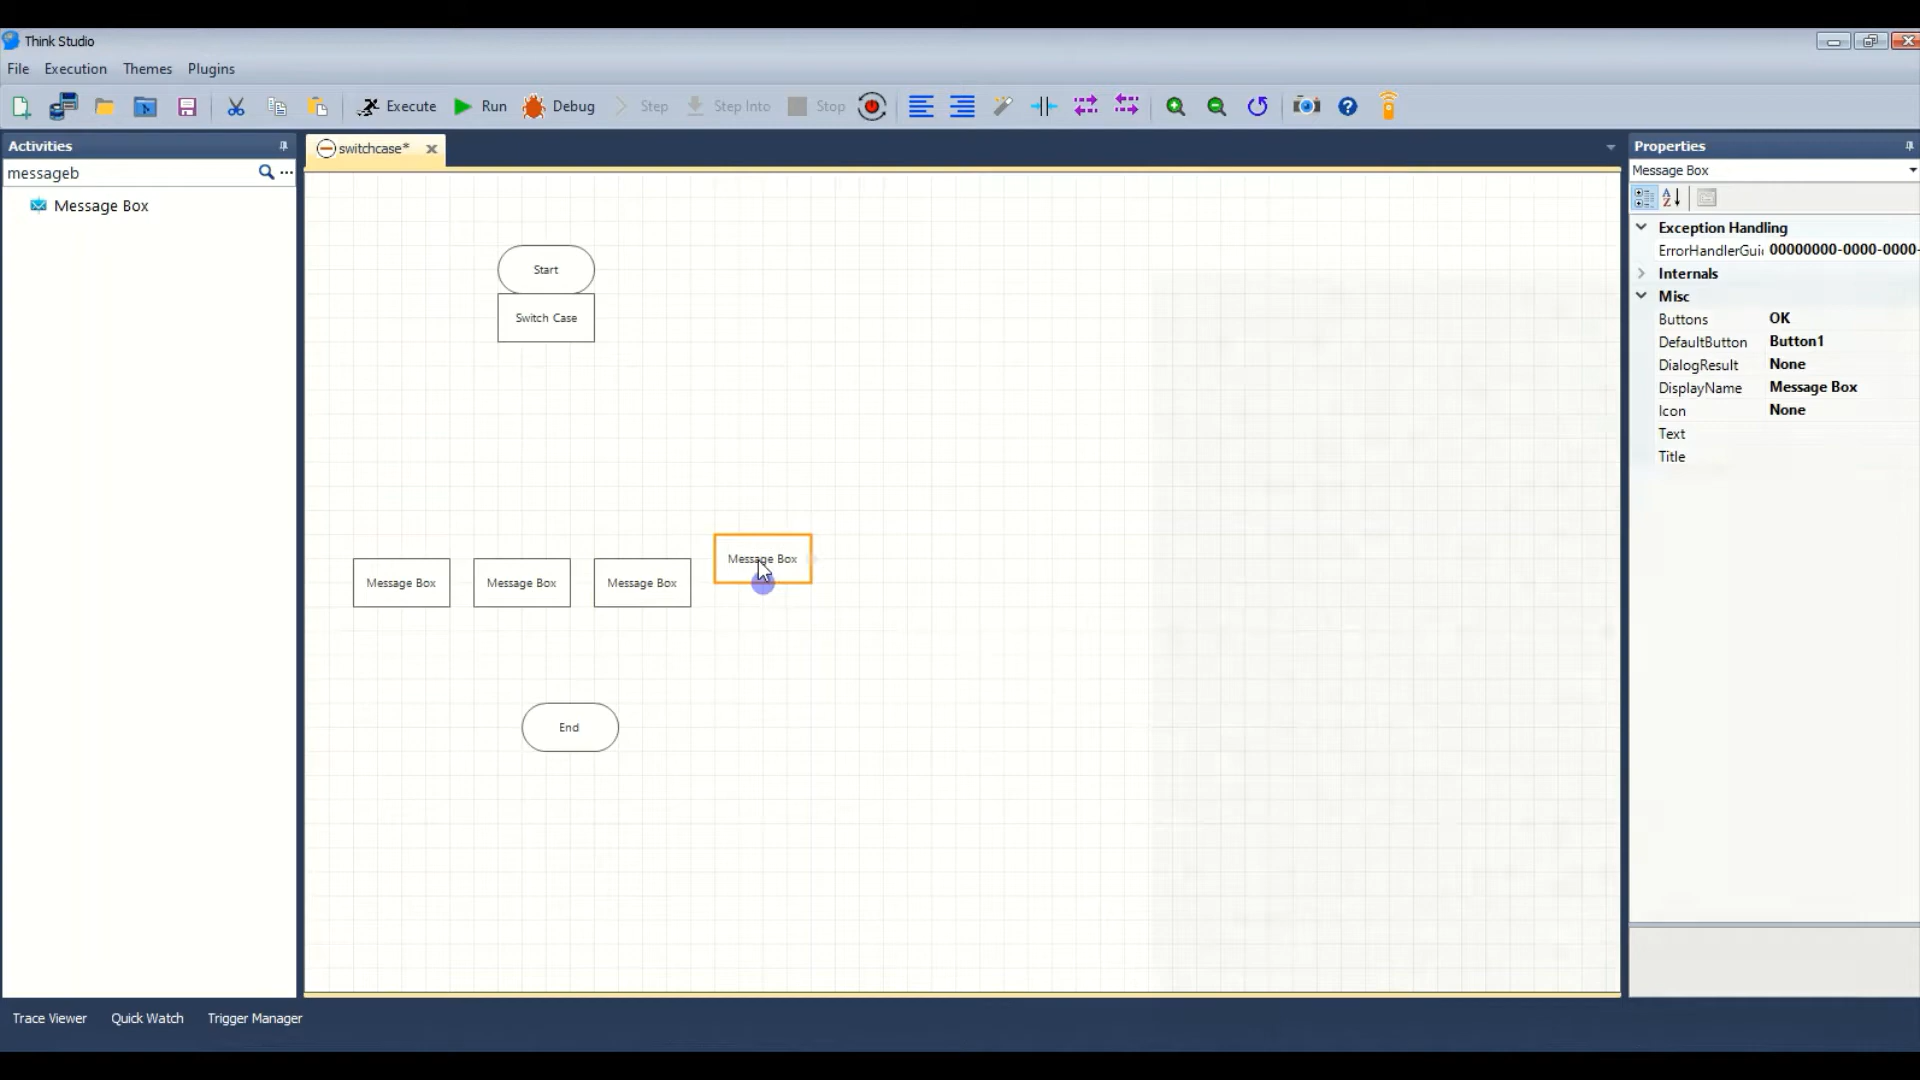 Think Studio
File Execution Themes Plugins
Execute Run Debug Step Step Into Stop
Activities
messageb
Message Box
switchcase*
Start
Switch Case
Message Box
Message Box Message Box Message Box
End
Properties
Message Box
Exception Handling
ErrorHandlerGui 00000000-0000-0000-
Internals
Misc
Buttons OK
DefaultButton Button1
DialogResult None
DisplayName Message Box
Icon None
Text
Title
Trace Viewer Quick Watch Trigger Manager